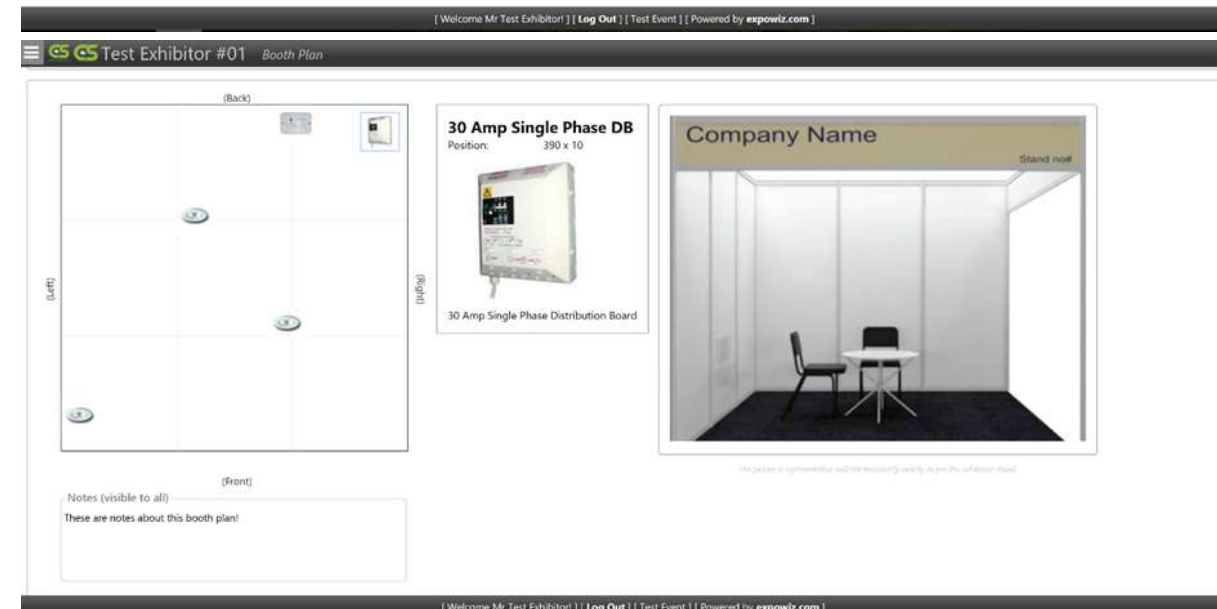 [ Welcome Mr Test Exhibitor! ] [ Log Out ] [ Test Event ] [ Powered by expowiz.com ]
Test Exhibitor #01 Booth Plan
(Back)
(Left)
(Right)
(Front)
30 Amp Single Phase DB
Position: 390 x 10
30 Amp Single Phase Distribution Board
Company Name
Stand no#
Notes (visible to all)
These are notes about this booth plan!
[ Welcome Mr Test Exhibitor! ] [ Log Out ] [ Test Event ] [ Powered by expowiz.com ]